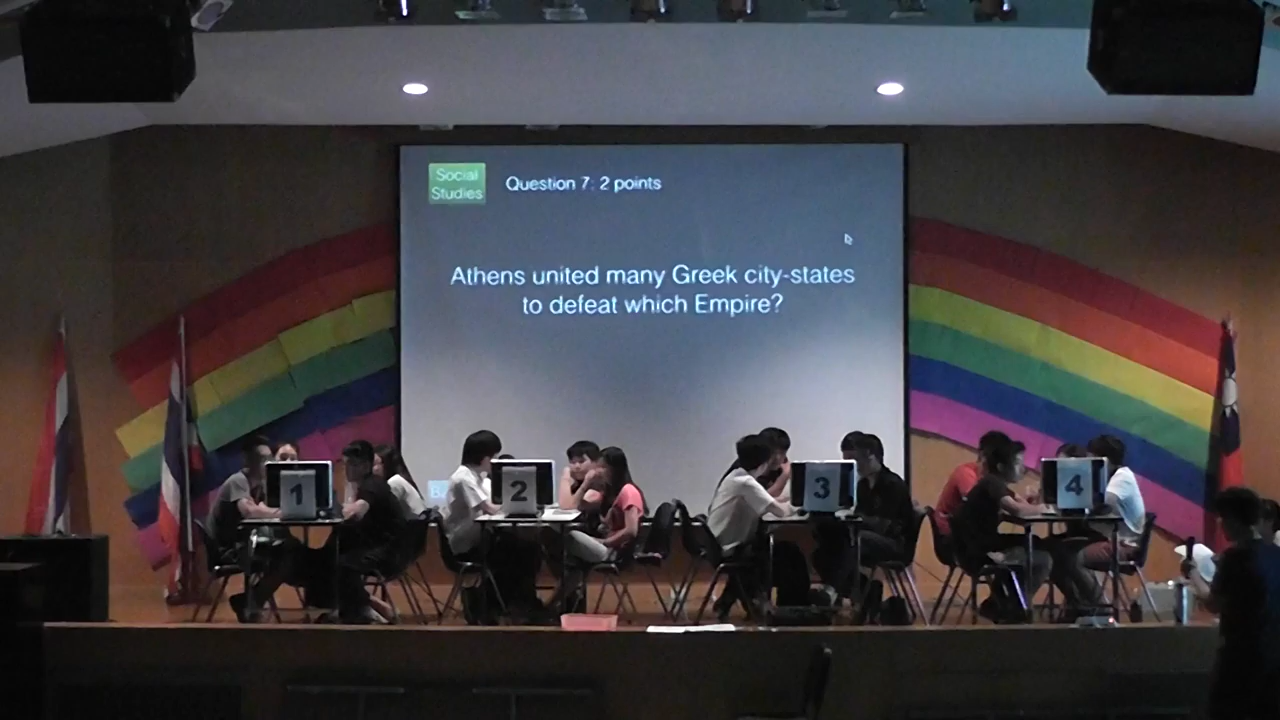 Social
Studies
Question 7: 2 points
Athens united many Greek city-states
to defeat which Empire?
1
2
3
4